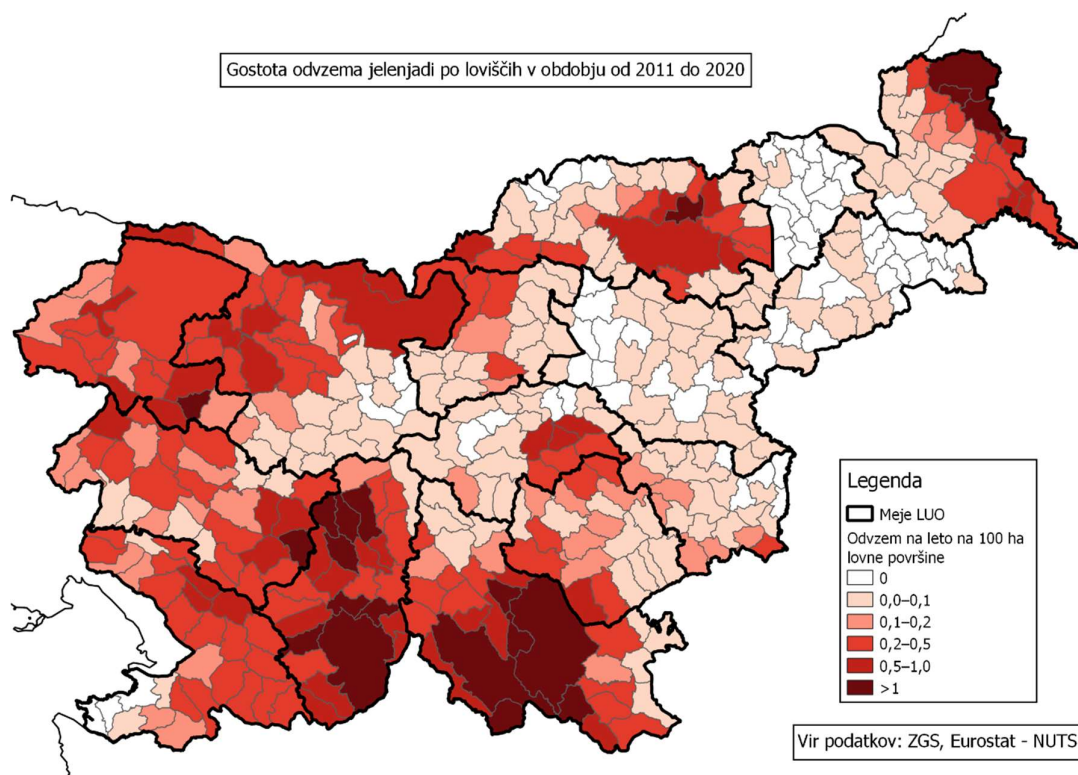 Gostota odvzema jelenjadi po loviščih v obdobju od 2011 do 2020
Legenda
Meje LUO
Odvzem na leto na 100 ha
lovne površine
0
0,0–0,1
0,1–0,2
0,2–0,5
0,5–1,0
>1
Vir podatkov: ZGS, Eurostat - NUTS